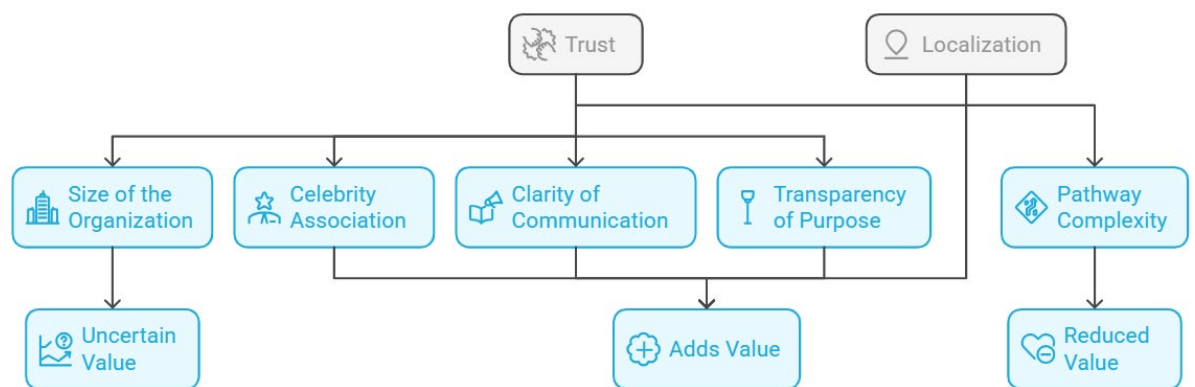 Trust
Localization
Size of the
Organization
Celebrity
Association
Clarity of
Communication
Transparency
of Purpose
Pathway
Complexity
Uncertain
Value
Adds Value
Reduced
Value